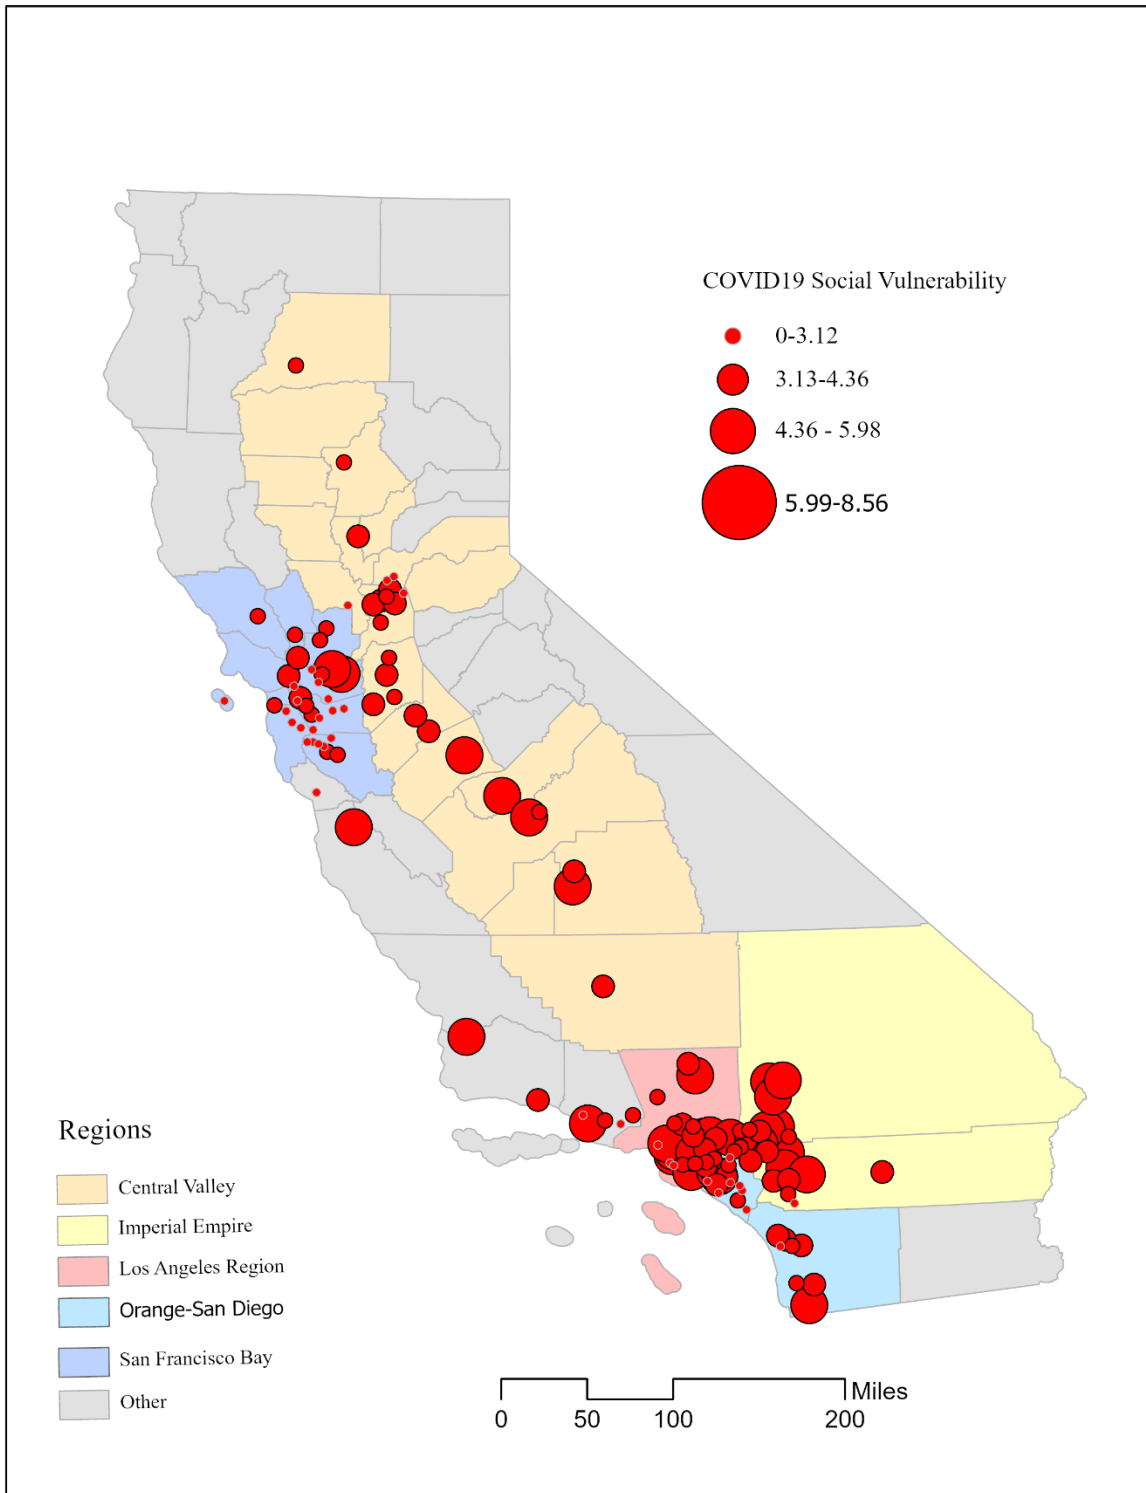 COVID19 Social Vulnerability
0-3.12
3.13-4.36
4.36 - 5.98
5.99-8.56
Regions
Central Valley
Imperial Empire
Los Angeles Region
Orange-San Diego
San Francisco Bay
Other
Miles
0 50 100 200